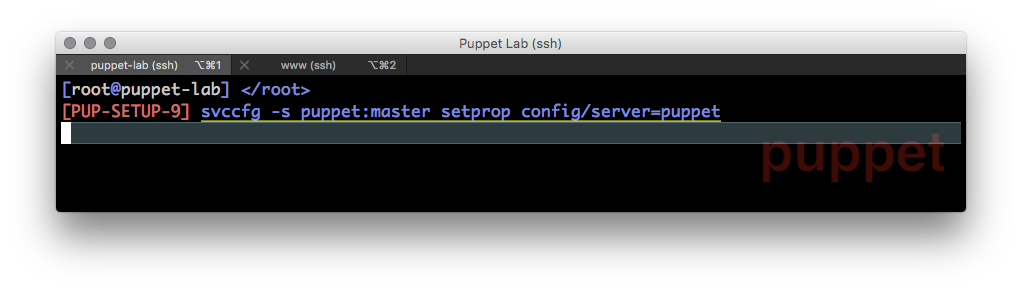 Puppet Lab (ssh)
puppet-lab (ssh) ⌥⌘1 www (ssh) ⌥⌘2
[root@puppet-lab] </root>
[PUP-SETUP-9] svccfg -s puppet:master setprop config/server=puppet
puppet